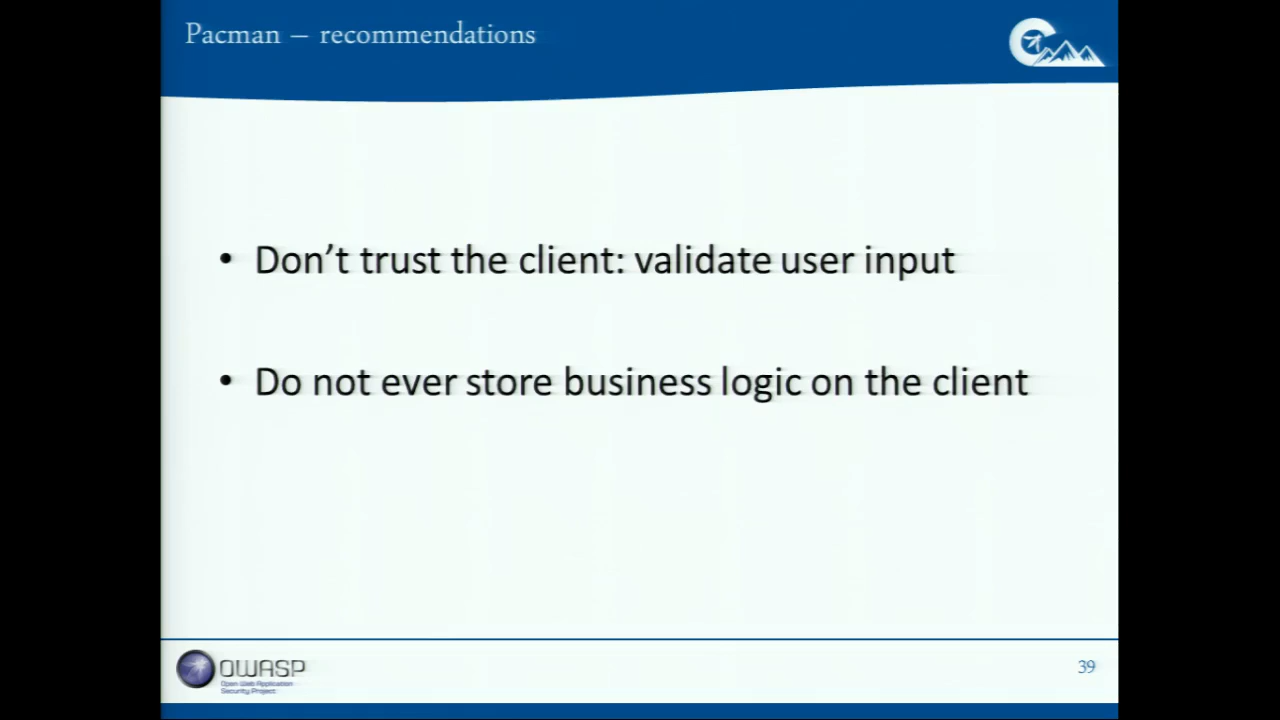 Pacman – recommendations
• Don’t trust the client: validate user input
• Do not ever store business logic on the client
OWASP
Open Web Application
Security Project
39